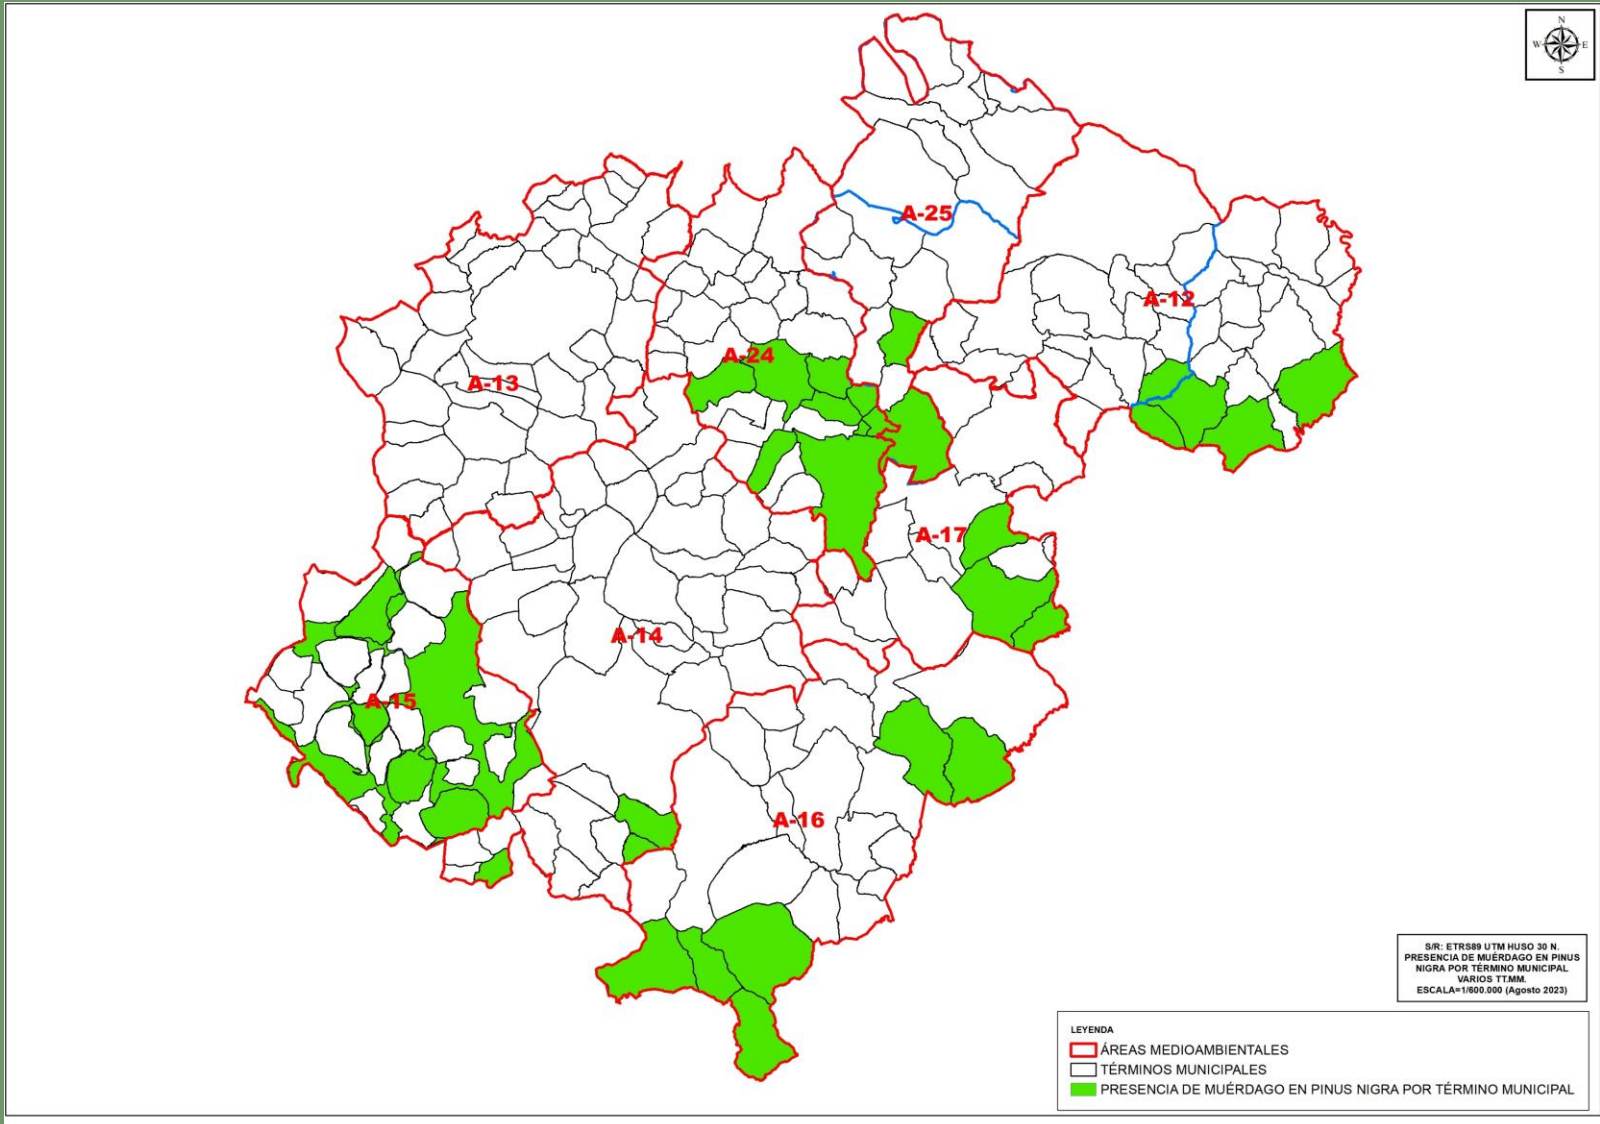 N
W E
S
A-25
A-12
A-24
A-13
A-17
A-14
A-15
A-16
S/R: ETRS89 UTM HUSO 30 N.
PRESENCIA DE MUÉRDAGO EN PINUS
NIGRA POR TÉRMINO MUNICIPAL
VARIOS TT.MM.
ESCALA=1/600.000 (Agosto 2023)
LEYENDA
ÁREAS MEDIOAMBIENTALES
TÉRMINOS MUNICIPALES
PRESENCIA DE MUÉRDAGO EN PINUS NIGRA POR TÉRMINO MUNICIPAL